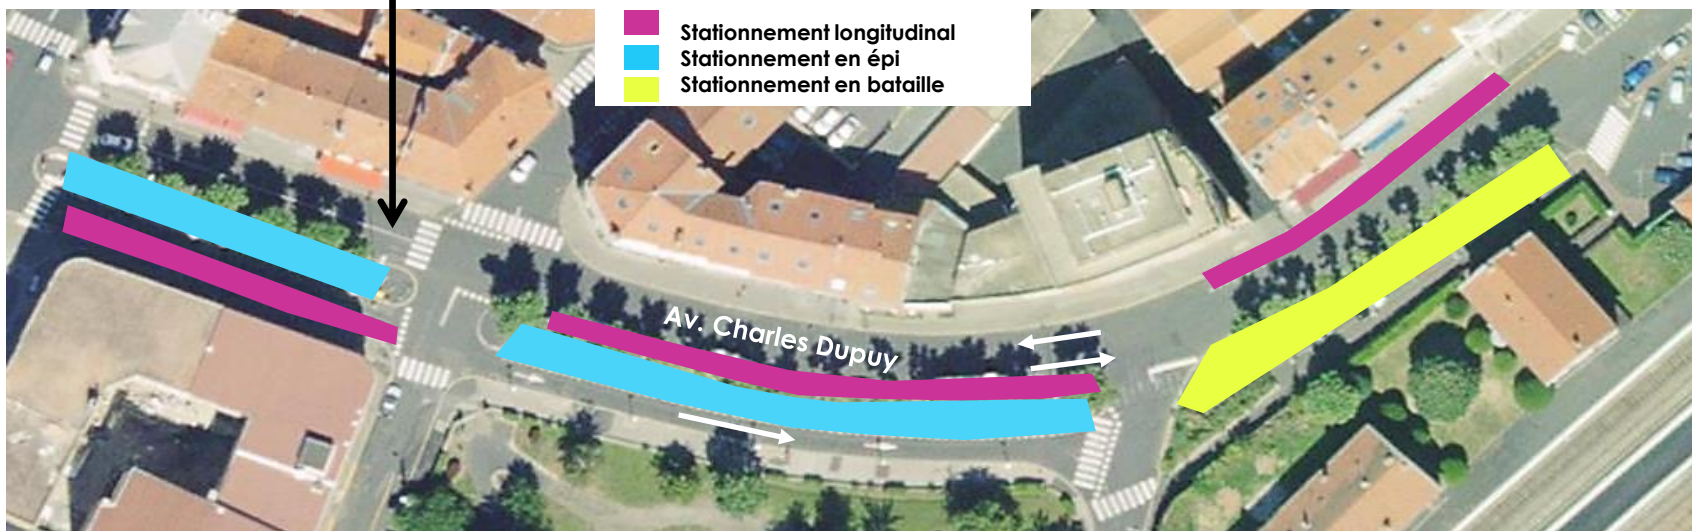 Stationnement longitudinal
Stationnement en épi
Stationnement en bataille
Av. Charles Dupuy